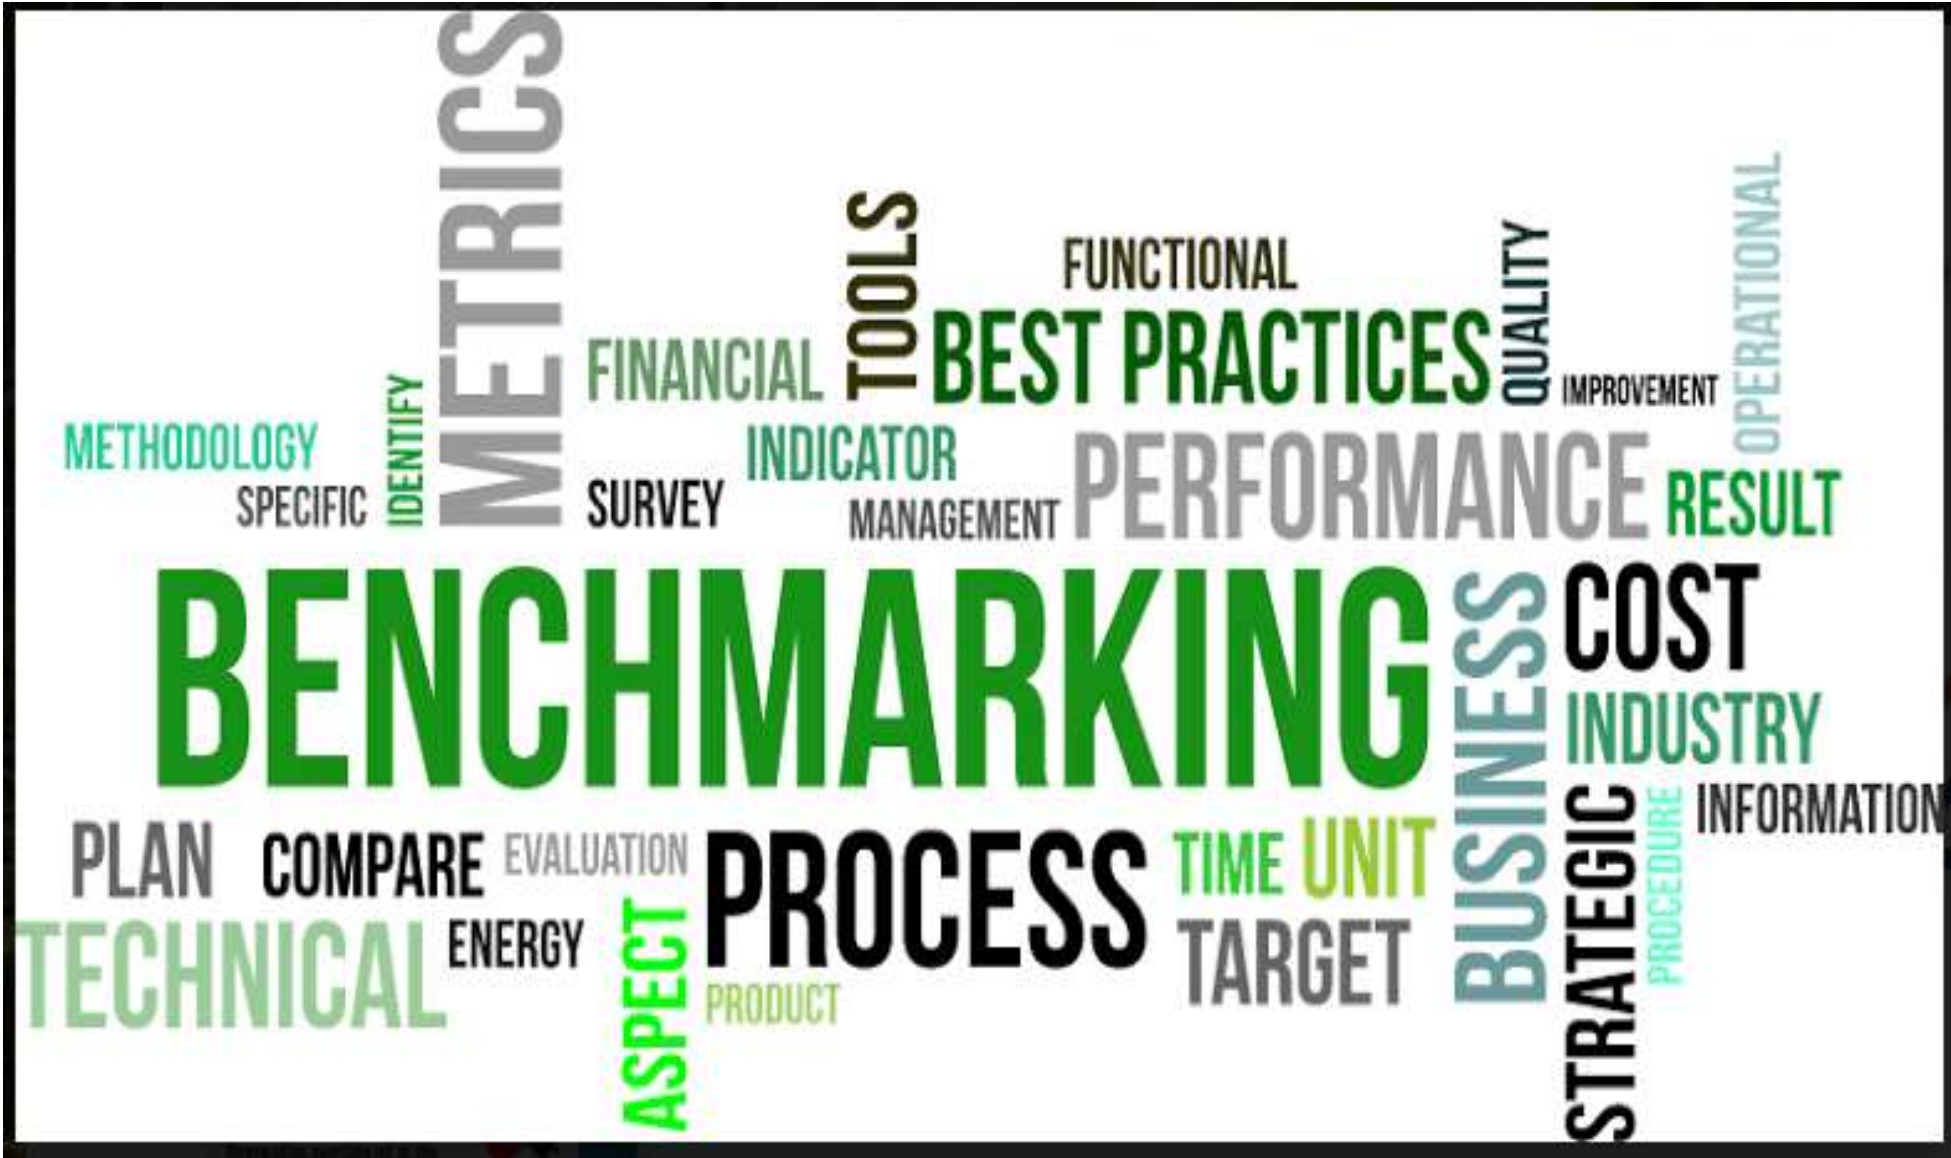 METRICS
OPERATIONAL
TOOLS
QUALITY
FUNCTIONAL
BEST PRACTICES
FINANCIAL
IMPROVEMENT
IDENTIFY
METHODOLOGY
INDICATOR
PERFORMANCE
SPECIFIC
SURVEY
MANAGEMENT
RESULT
BENCHMARKING
BUSINESS
COST
INDUSTRY
STRATEGIC
PROCEDURE
INFORMATION
PLAN
COMPARE
EVALUATION
PROCESS
TIME
UNIT
TECHNICAL
ENERGY
ASPECT
TARGET
PRODUCT